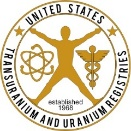 UNITED STATES
TRANSURANIUM AND URANIUM REGISTRIES
established
1968